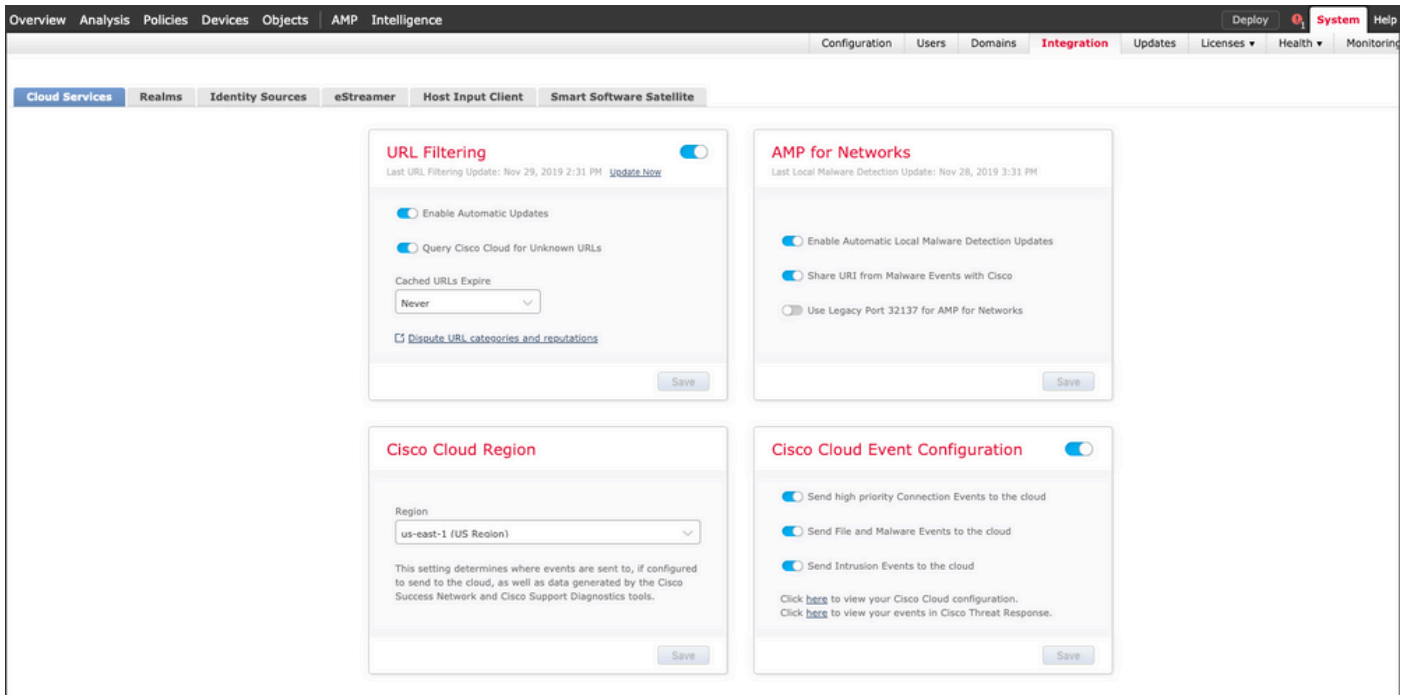 Overview Analysis Policies Devices Objects AMP Intelligence Deploy 1 System Help
Configuration Users Domains Integration Updates Licenses ▾ Health ▾ Monitoring
Cloud Services Realms Identity Sources eStreamer Host Input Client Smart Software Satellite
URL Filtering
Last URL Filtering Update: Nov 29, 2019 2:31 PM Update Now
Enable Automatic Updates
Query Cisco Cloud for Unknown URLs
Cached URLs Expire
Never
Dispute URL categories and reputations
Save
AMP for Networks
Last Local Malware Detection Update: Nov 28, 2019 3:31 PM
Enable Automatic Local Malware Detection Updates
Share URI from Malware Events with Cisco
Use Legacy Port 32137 for AMP for Networks
Save
Cisco Cloud Region
Region
us-east-1 (US Region)
This setting determines where events are sent to, if configured
to send to the cloud, as well as data generated by the Cisco
Success Network and Cisco Support Diagnostics tools.
Save
Cisco Cloud Event Configuration
Send high priority Connection Events to the cloud
Send File and Malware Events to the cloud
Send Intrusion Events to the cloud
Click here to view your Cisco Cloud configuration.
Click here to view your events in Cisco Threat Response.
Save